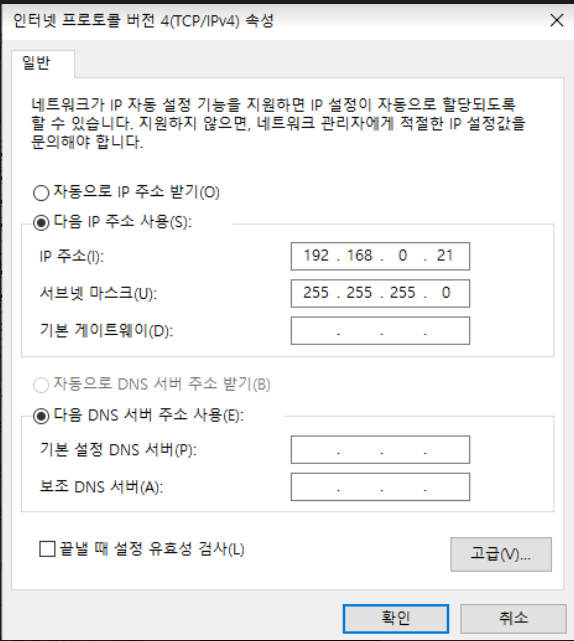 인터넷 프로토콜 버전 4(TCP/IPv4) 속성
일반
네트워크가 IP 자동 설정 기능을 지원하면 IP 설정이 자동으로 할당되도록
할 수 있습니다. 지원하지 않으면, 네트워크 관리자에게 적절한 IP 설정값을
문의해야 합니다.
자동으로 IP 주소 받기(O)
다음 IP 주소 사용(S):
IP 주소(I): 192 . 168 . 0 . 21
서브넷 마스크(U): 255 . 255 . 255 . 0
기본 게이트웨이(D): . . .
자동으로 DNS 서버 주소 받기(B)
다음 DNS 서버 주소 사용(E):
기본 설정 DNS 서버(P): . . .
보조 DNS 서버(A): . . .
끝낼 때 설정 유효성 검사(L)
고급(V)...
확인 취소